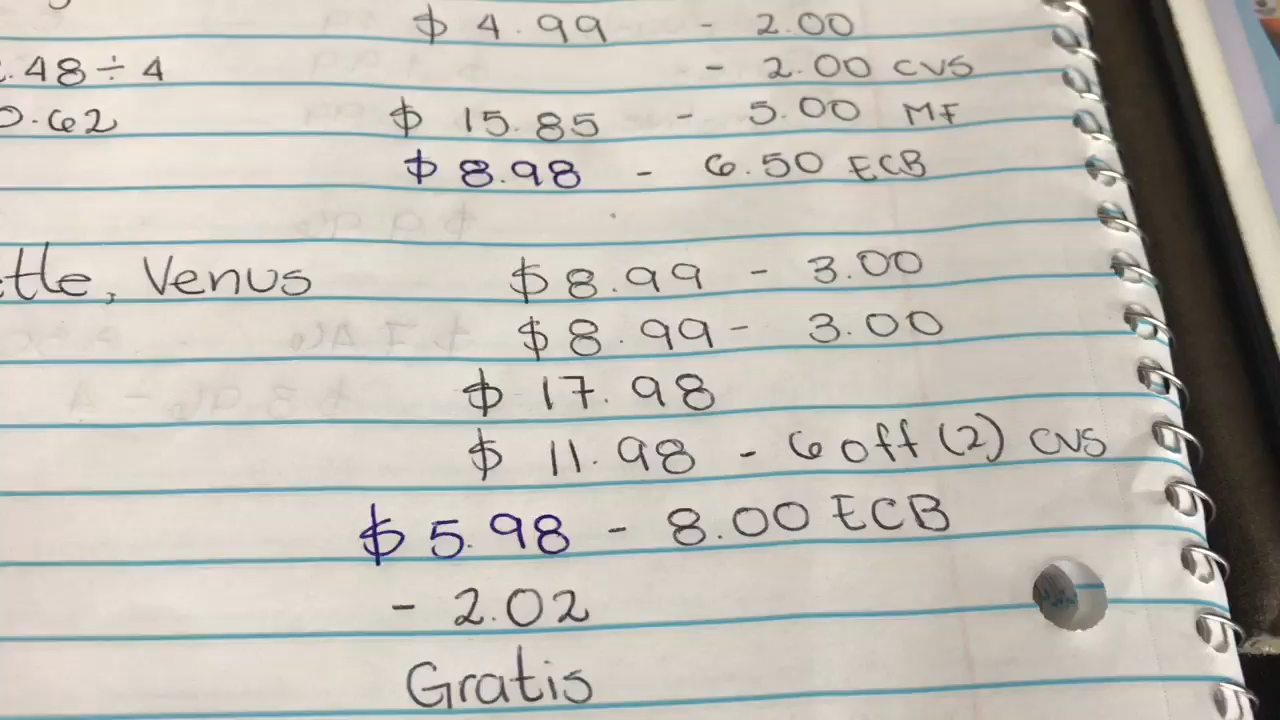 $ 4.99 - 2.00
.48 ÷ 4 - 2.00 CVS
0.62 $ 15.85 - 5.00 MF
$ 8.98 - 6.50 ECB
Venus $ 8.99 - 3.00
$ 8.99 - 3.00
$ 17.98
$ 11.98 - 6 off (2) CVS
$ 5.98 - 8.00 ECB
- 2.02
Gratis